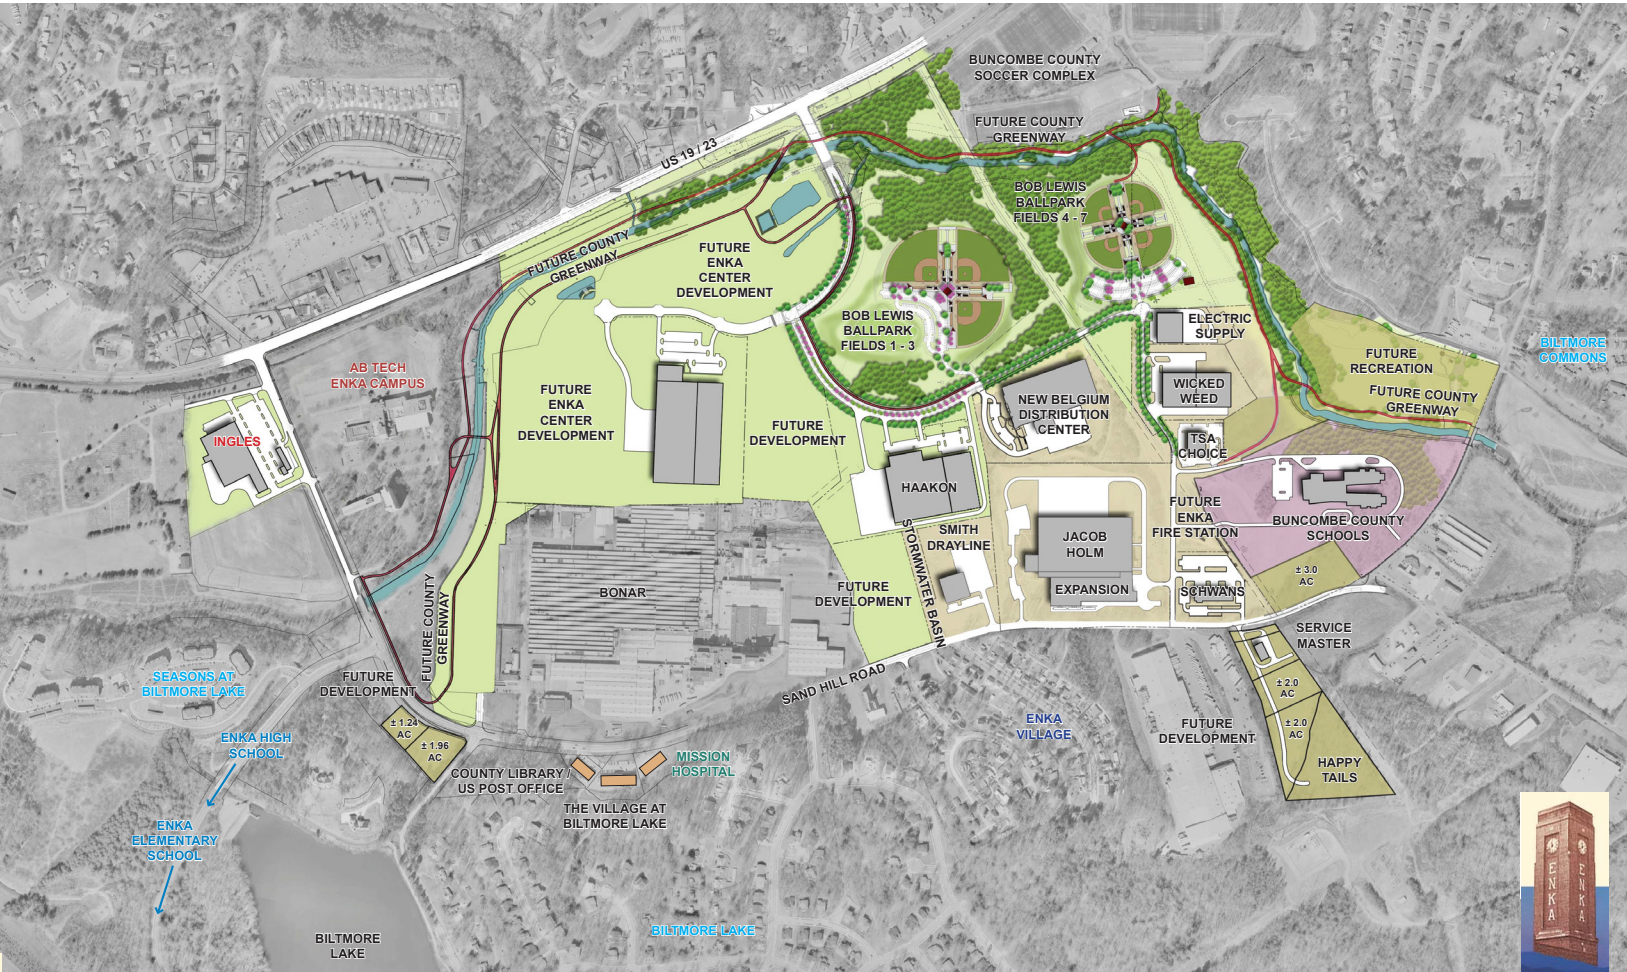 BUNCOMBE COUNTY
SOCCER COMPLEX
FUTURE COUNTY
GREENWAY
US 19 / 23
BOB LEWIS
BALLPARK
FIELDS 4 - 7
FUTURE COUNTY
GREENWAY
FUTURE
ENKA
CENTER
DEVELOPMENT
BOB LEWIS
BALLPARK
FIELDS 1 - 3
ELECTRIC
SUPPLY
BILTMORE
COMMONS
FUTURE
RECREATION
FUTURE COUNTY
GREENWAY
AB TECH
ENKA CAMPUS
FUTURE
ENKA
CENTER
DEVELOPMENT
FUTURE
DEVELOPMENT
NEW BELGIUM
DISTRIBUTION
CENTER
WICKED
WEED
INGLES
TSA
CHOICE
HAAKON
FUTURE
ENKA
FIRE STATION
BUNCOMBE COUNTY
SCHOOLS
SMITH
DRAYLINE
JACOB
HOLM
STORMWATER BASIN
± 3.0
AC
BONAR
FUTURE
DEVELOPMENT
EXPANSION
SCHWANS
FUTURE COUNTY
GREENWAY
SERVICE
MASTER
SEASONS AT
BILTMORE LAKE
FUTURE
DEVELOPMENT
SAND HILL ROAD
± 2.0
AC
± 1.24
AC
± 1.96
AC
ENKA
VILLAGE
FUTURE
DEVELOPMENT
± 2.0
AC
ENKA HIGH
SCHOOL
COUNTY LIBRARY /
US POST OFFICE
MISSION
HOSPITAL
HAPPY
TAILS
THE VILLAGE AT
BILTMORE LAKE
ENKA
ELEMENTARY
SCHOOL
BILTMORE
LAKE
BILTMORE LAKE
ENKA
ENKA